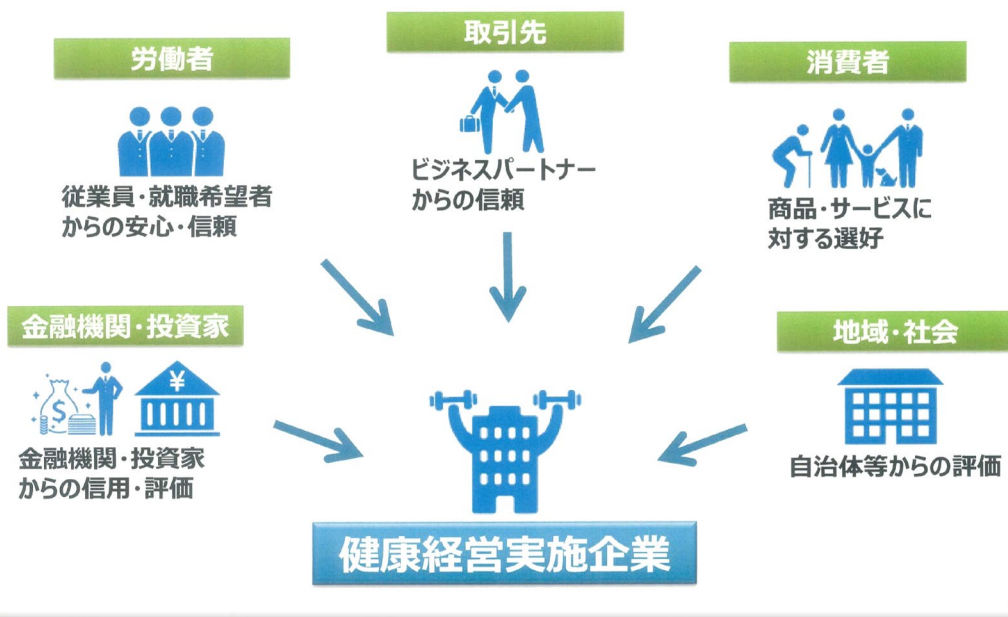 取引先
労働者
消費者
ビジネスパートナー
からの信頼
従業員・就職希望者
からの安心・信頼
商品・サービスに
対する選好
金融機関・投資家
地域・社会
¥
$
金融機関・投資家
からの信用・評価
自治体等からの評価
健康経営実施企業